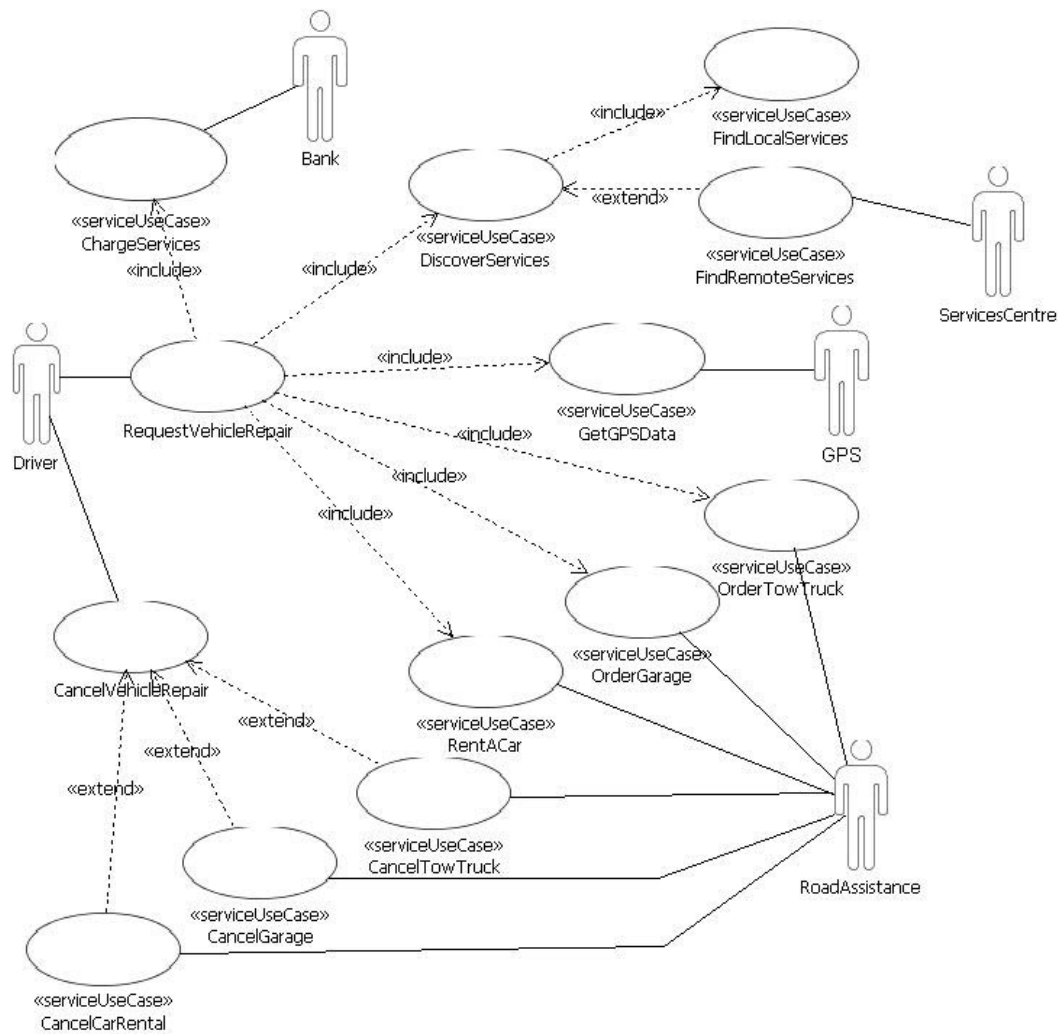 Bank
«serviceUseCase»
FindLocalServices
«include»
«serviceUseCase»
ChargeServices
«include»
«extend»
«serviceUseCase»
DiscoverServices
«include»
«serviceUseCase»
FindRemoteServices
ServicesCentre
Driver
RequestVehicleRepair
«include»
«serviceUseCase»
GetGPSData
GPS
«include»
«include»
«include»
«serviceUseCase»
OrderTowTruck
«serviceUseCase»
OrderGarage
CancelVehicleRepair
«serviceUseCase»
RentACar
«extend»
«extend»
«extend»
«serviceUseCase»
CancelTowTruck
RoadAssistance
«serviceUseCase»
CancelGarage
«serviceUseCase»
CancelCarRental